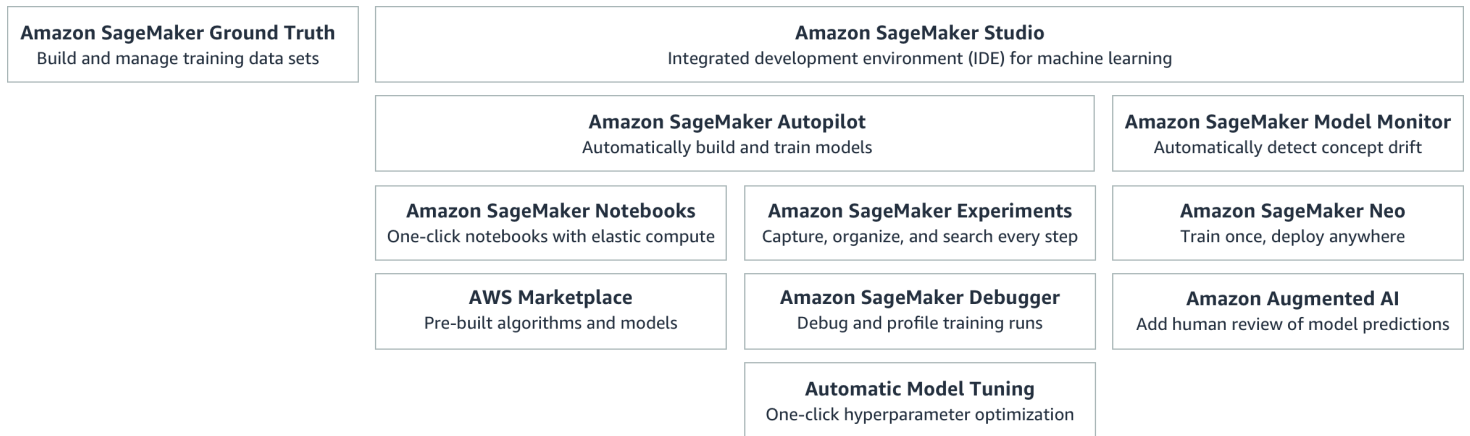 Amazon SageMaker Ground Truth
Build and manage training data sets
Amazon SageMaker Studio
Integrated development environment (IDE) for machine learning
Amazon SageMaker Autopilot
Automatically build and train models
Amazon SageMaker Model Monitor
Automatically detect concept drift
Amazon SageMaker Notebooks
One-click notebooks with elastic compute
Amazon SageMaker Experiments
Capture, organize, and search every step
Amazon SageMaker Neo
Train once, deploy anywhere
AWS Marketplace
Pre-built algorithms and models
Amazon SageMaker Debugger
Debug and profile training runs
Amazon Augmented AI
Add human review of model predictions
Automatic Model Tuning
One-click hyperparameter optimization